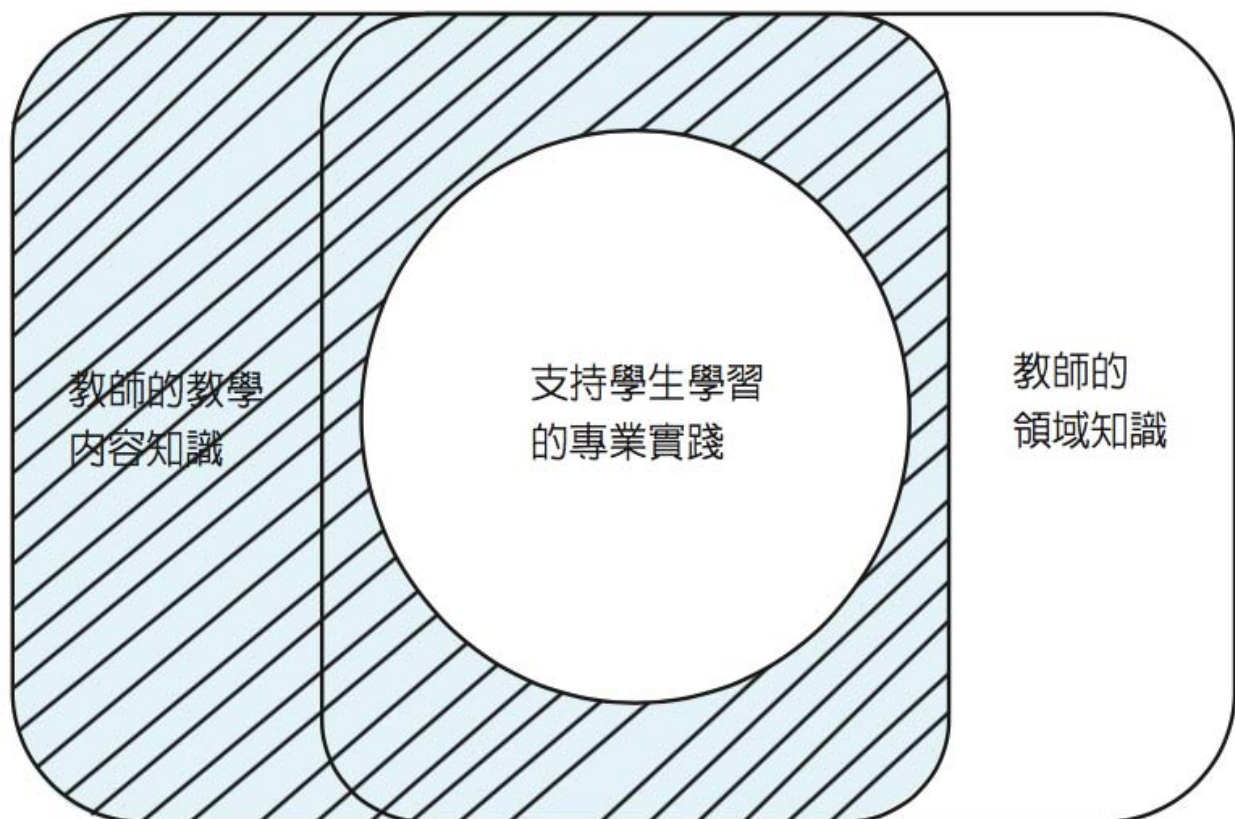 教師的教學
內容知識
支持學生學習
的專業實踐
教師的
領域知識